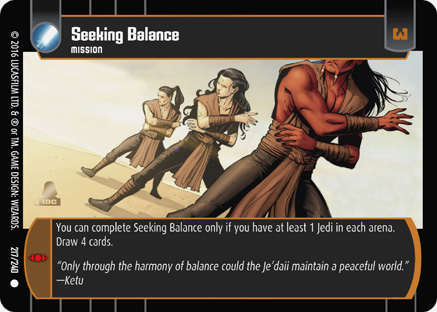 Seeking Balance
MISSION
3
IDC
You can complete Seeking Balance only if you have at least 1 Jedi in each arena.
Draw 4 cards.
"Only through the harmony of balance could the Je'daii maintain a peaceful world."
—Ketu
© 2016 LUCASFILM LTD. & ® or TM. GAME DESIGN: WIZARDS.
217/240